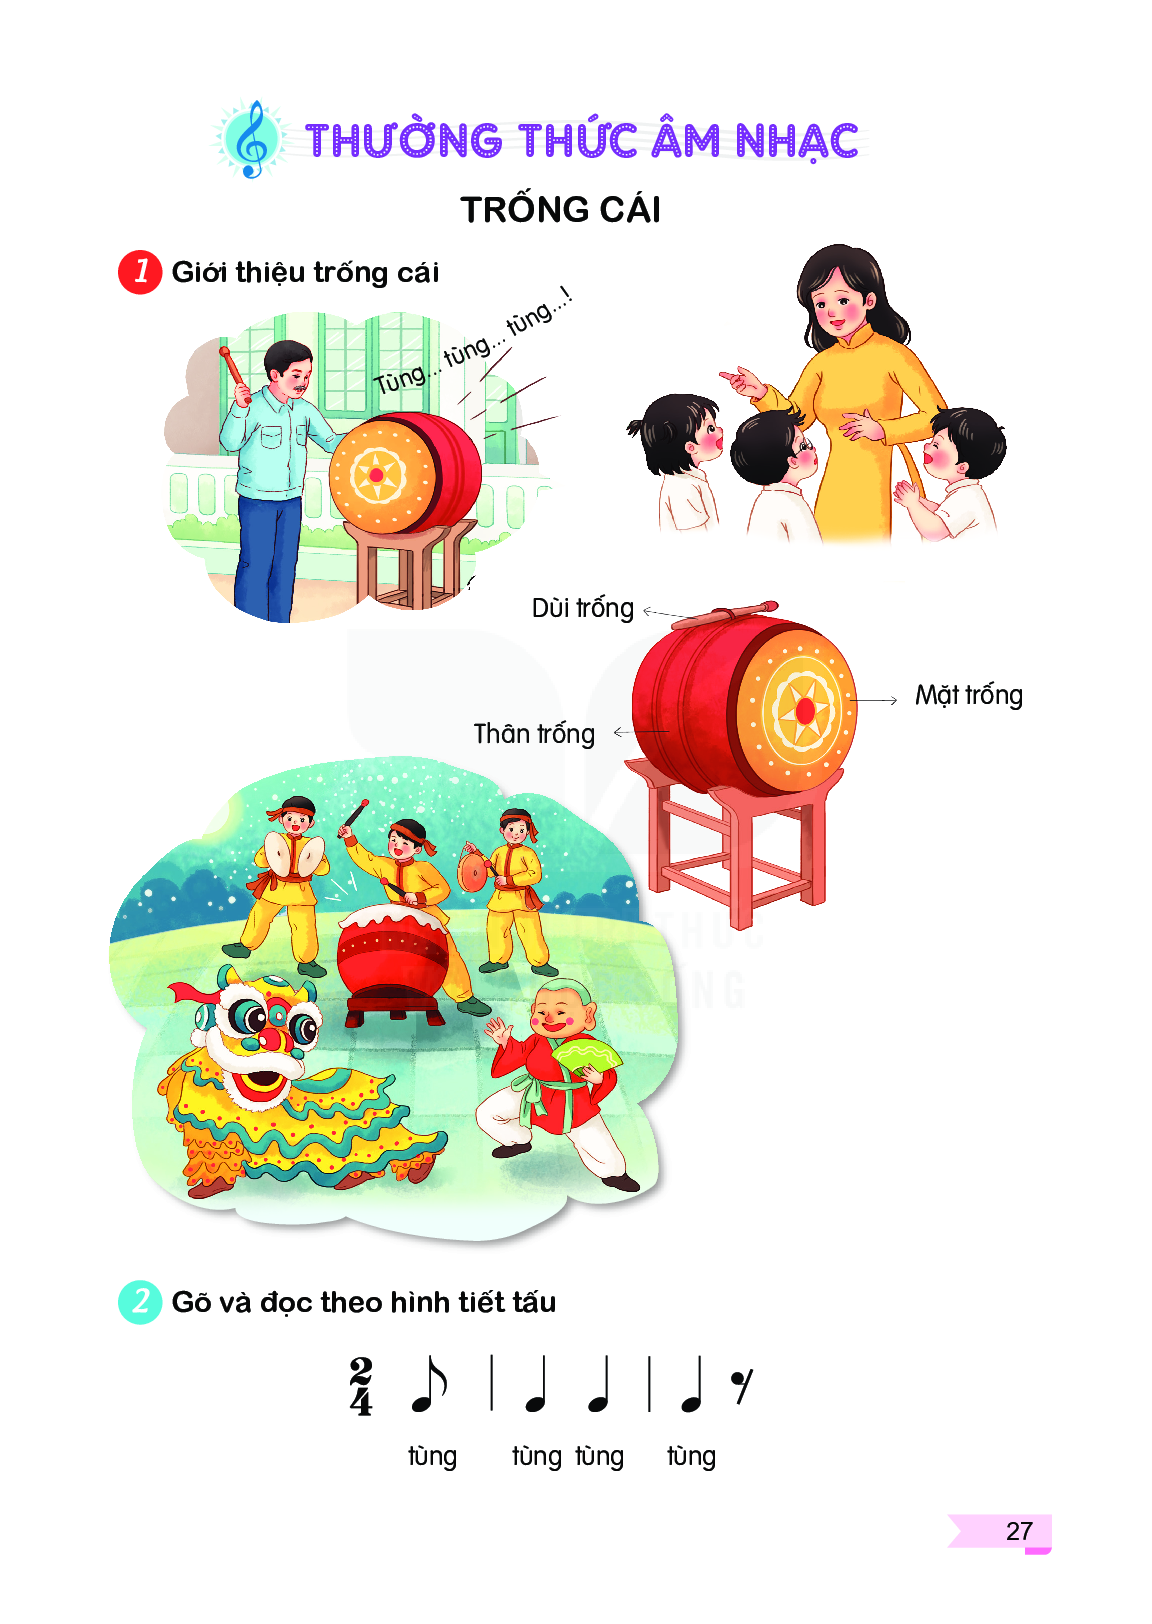 THƯỜNG THỨC ÂM NHẠC
TRỐNG CÁI
1 Giới thiệu trống cái
Tùng... tùng... tùng...!
Dùi trống
Mặt trống
Thân trống
2 Gõ và đọc theo hình tiết tấu
2
4
tùng tùng tùng tùng
27